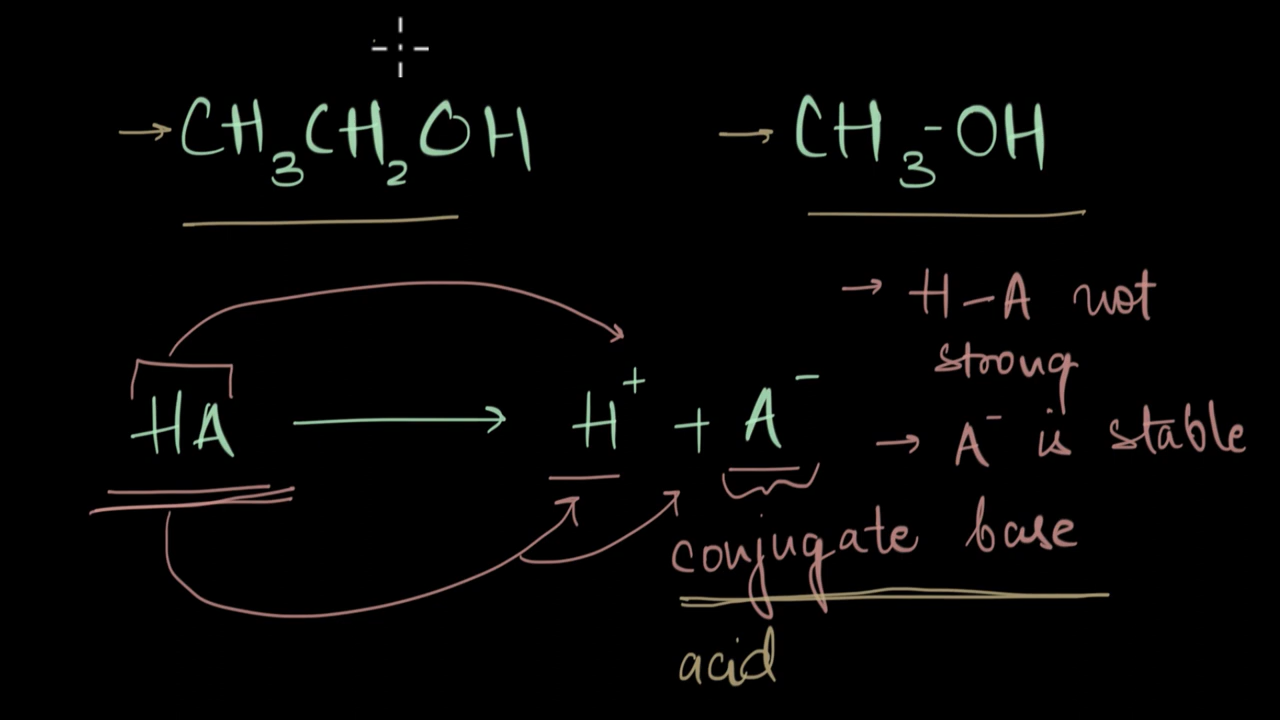 → CH₃CH₂OH
→ CH₃-OH
→ H-A not
strong
HA → H⁺ + A⁻
→ A⁻ is stable
conjugate base
acid